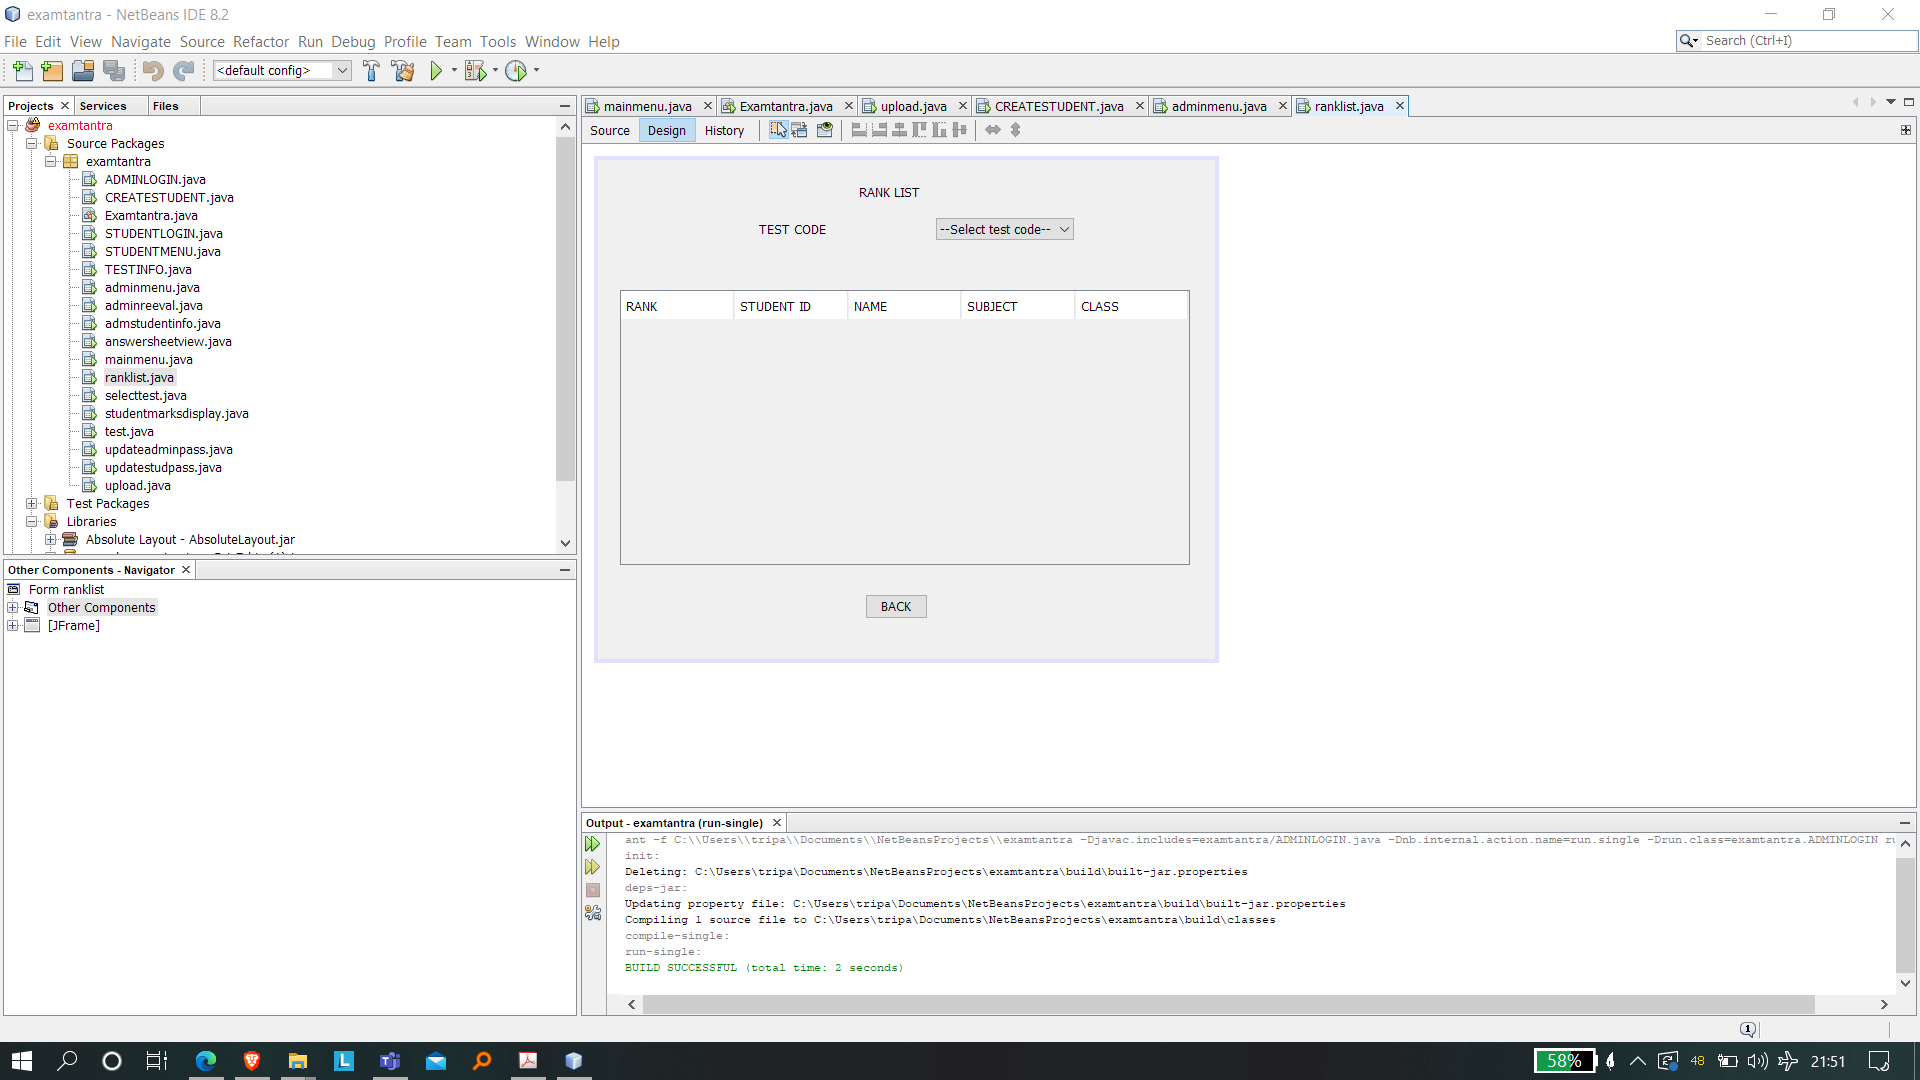 examtantra - NetBeans IDE 8.2
File Edit View Navigate Source Refactor Run Debug Profile Team Tools Window Help
Search (Ctrl+I)
<default config>
Projects Services Files
examtantra
Source Packages
examtantra
ADMINLOGIN.java
CREATESTUDENT.java
Examtantra.java
STUDENTLOGIN.java
STUDENTMENU.java
TESTINFO.java
adminmenu.java
adminreeval.java
admstudentinfo.java
answersheetview.java
mainmenu.java
ranklist.java
selecttest.java
studentmarksdisplay.java
test.java
updateadminpass.java
updatestudpass.java
upload.java
Test Packages
Libraries
Absolute Layout - AbsoluteLayout.jar
Other Components - Navigator
Form ranklist
Other Components
[JFrame]
mainmenu.java Examtantra.java upload.java CREATESTUDENT.java adminmenu.java ranklist.java
Source Design History
RANK LIST
TEST CODE --Select test code--
RANK STUDENT ID NAME SUBJECT CLASS
BACK
Output - examtantra (run-single)
ant -f C:\\Users\\tripa\\Documents\\NetBeansProjects\\examtantra -Djavac.includes=examtantra/ADMINLOGIN.java -Dnb.internal.action.name=run.single -Drun.class=examtantra.ADMINLOGIN
init:
Deleting: C:\Users\tripa\Documents\NetBeansProjects\examtantra\build\built-jar.properties
deps-jar:
Updating property file: C:\Users\tripa\Documents\NetBeansProjects\examtantra\build\built-jar.properties
Compiling 1 source file to C:\Users\tripa\Documents\NetBeansProjects\examtantra\build\classes
compile-single:
run-single:
BUILD SUCCESSFUL (total time: 2 seconds)
1
58% 48 21:51